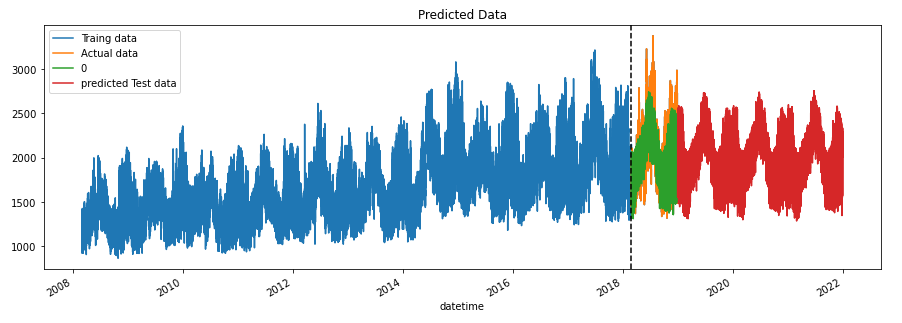 Predicted Data
Traing data
Actual data
0
predicted Test data
3000
2500
2000
1500
1000
2008
2010
2012
2014
2016
2018
2020
2022
datetime